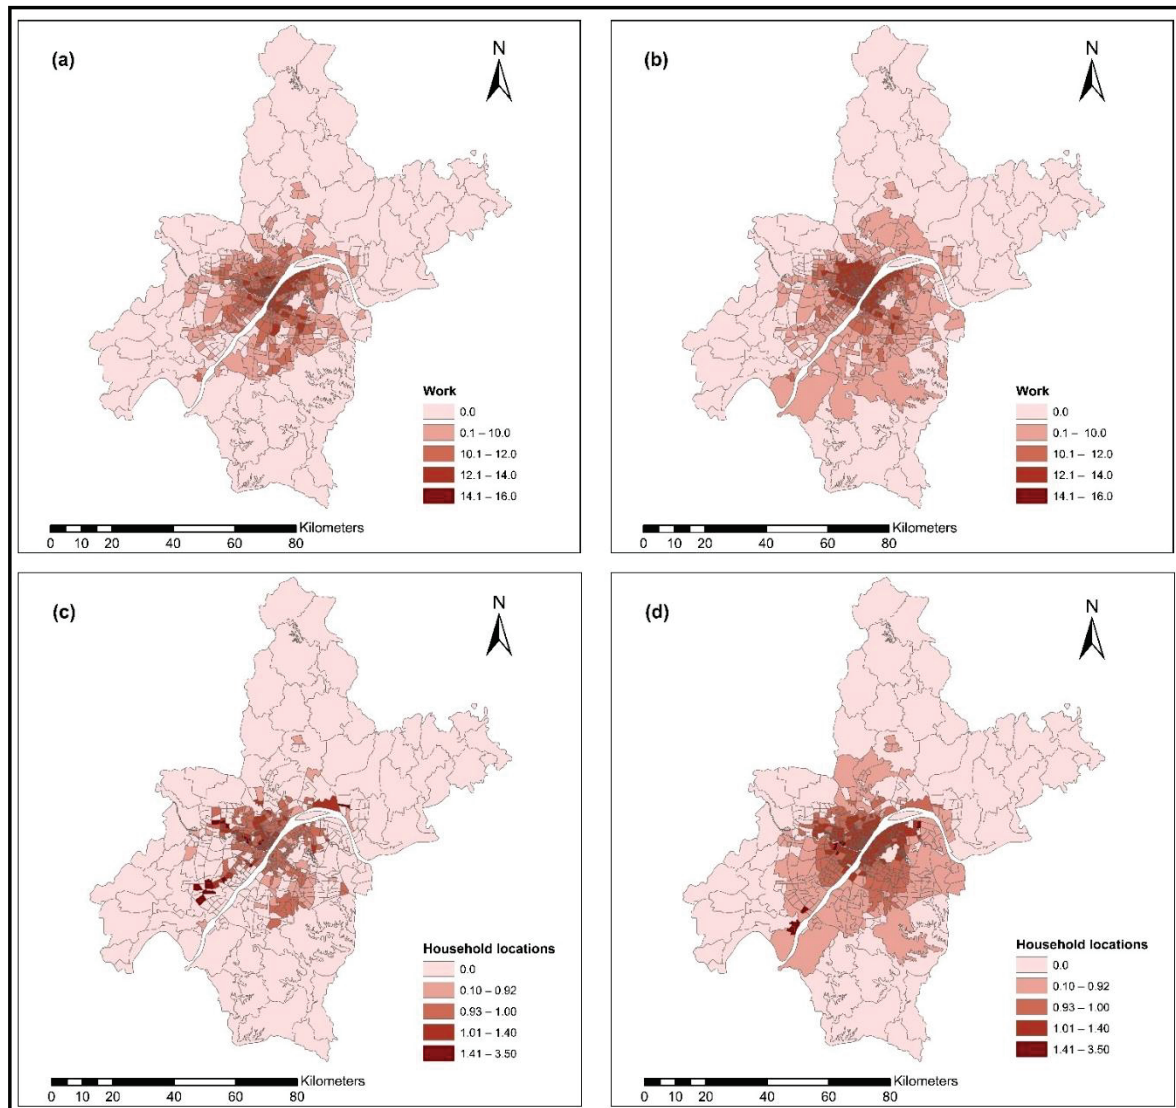 (a)
N
Work
0.0
0.1 – 10.0
10.1 – 12.0
12.1 – 14.0
14.1 – 16.0
Kilometers
0 10 20 40 60 80
(b)
N
Work
0.0
0.1 – 10.0
10.1 – 12.0
12.1 – 14.0
14.1 – 16.0
Kilometers
0 10 20 40 60 80
(c)
N
Household locations
0.0
0.10 – 0.92
0.93 – 1.00
1.01 – 1.40
1.41 – 3.50
Kilometers
0 10 20 40 60 80
(d)
N
Household locations
0.0
0.10 – 0.92
0.93 – 1.00
1.01 – 1.40
1.41 – 3.50
Kilometers
0 10 20 40 60 80